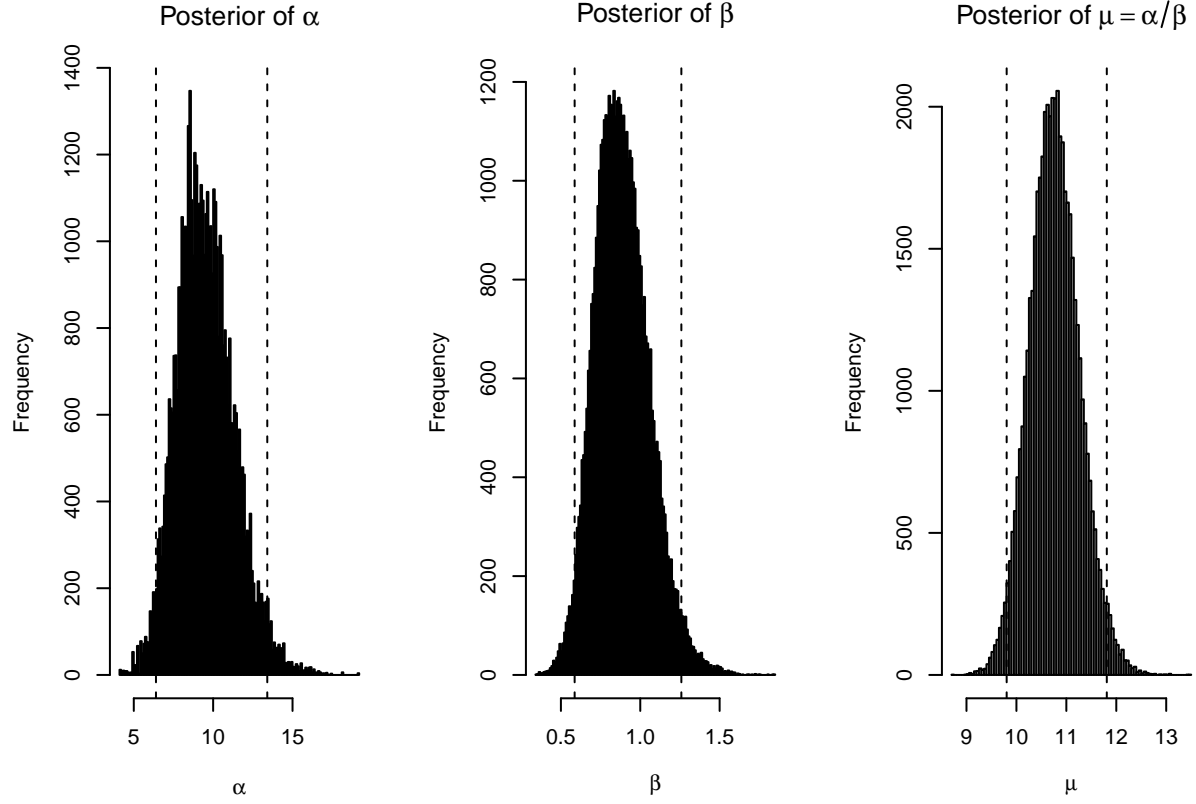 Posterior of α
Frequency
1400
1200
1000
800
600
400
200
0
5 10 15
α
Posterior of β
Frequency
1200
1000
800
600
400
200
0
0.5 1.0 1.5
β
Posterior of μ = α/β
Frequency
2000
1500
1000
500
0
9 10 11 12 13
μ